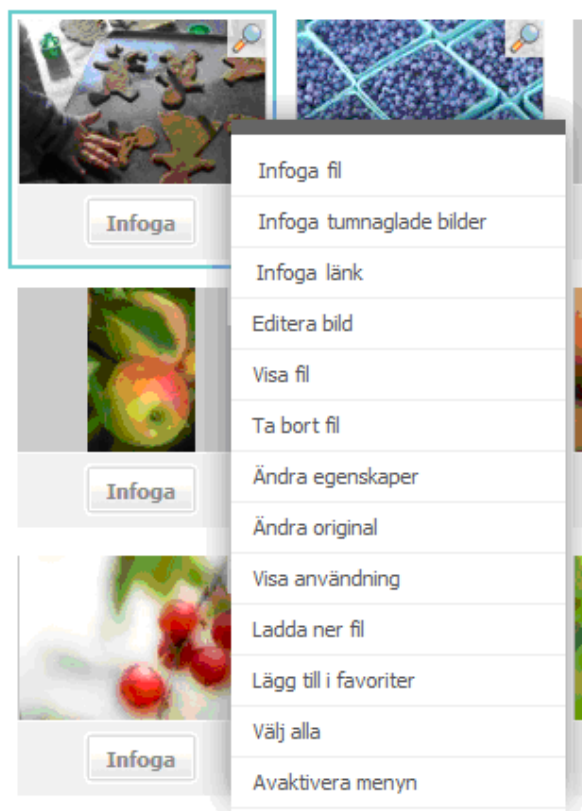 Infoga
Infoga fil
Infoga tumnaglade bilder
Infoga länk
Editera bild
Visa fil
Ta bort fil
Ändra egenskaper
Ändra original
Visa användning
Ladda ner fil
Lägg till i favoriter
Välj alla
Avaktivera menyn
Infoga
Infoga